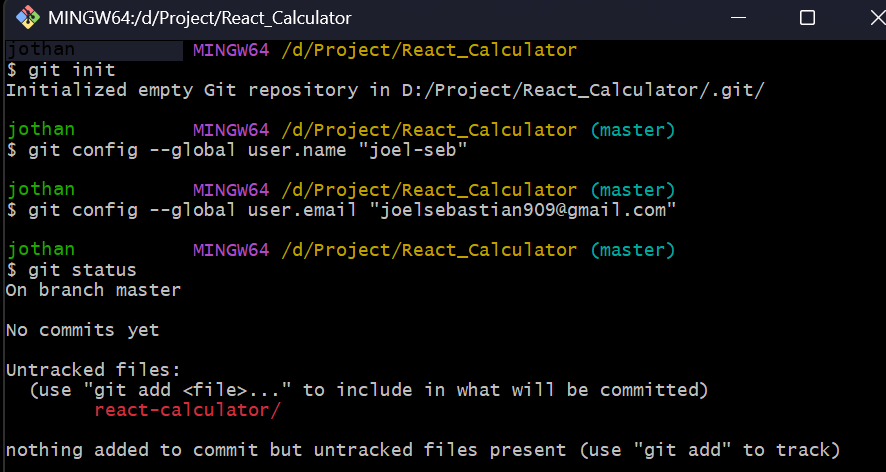 MINGW64:/d/Project/React_Calculator
jothan MINGW64 /d/Project/React_Calculator
$ git init
Initialized empty Git repository in D:/Project/React_Calculator/.git/
jothan MINGW64 /d/Project/React_Calculator (master)
$ git config --global user.name "joel-seb"
jothan MINGW64 /d/Project/React_Calculator (master)
$ git config --global user.email "joelsebastian909@gmail.com"
jothan MINGW64 /d/Project/React_Calculator (master)
$ git status
On branch master
No commits yet
Untracked files:
(use "git add <file>..." to include in what will be committed)
react-calculator/
nothing added to commit but untracked files present (use "git add" to track)